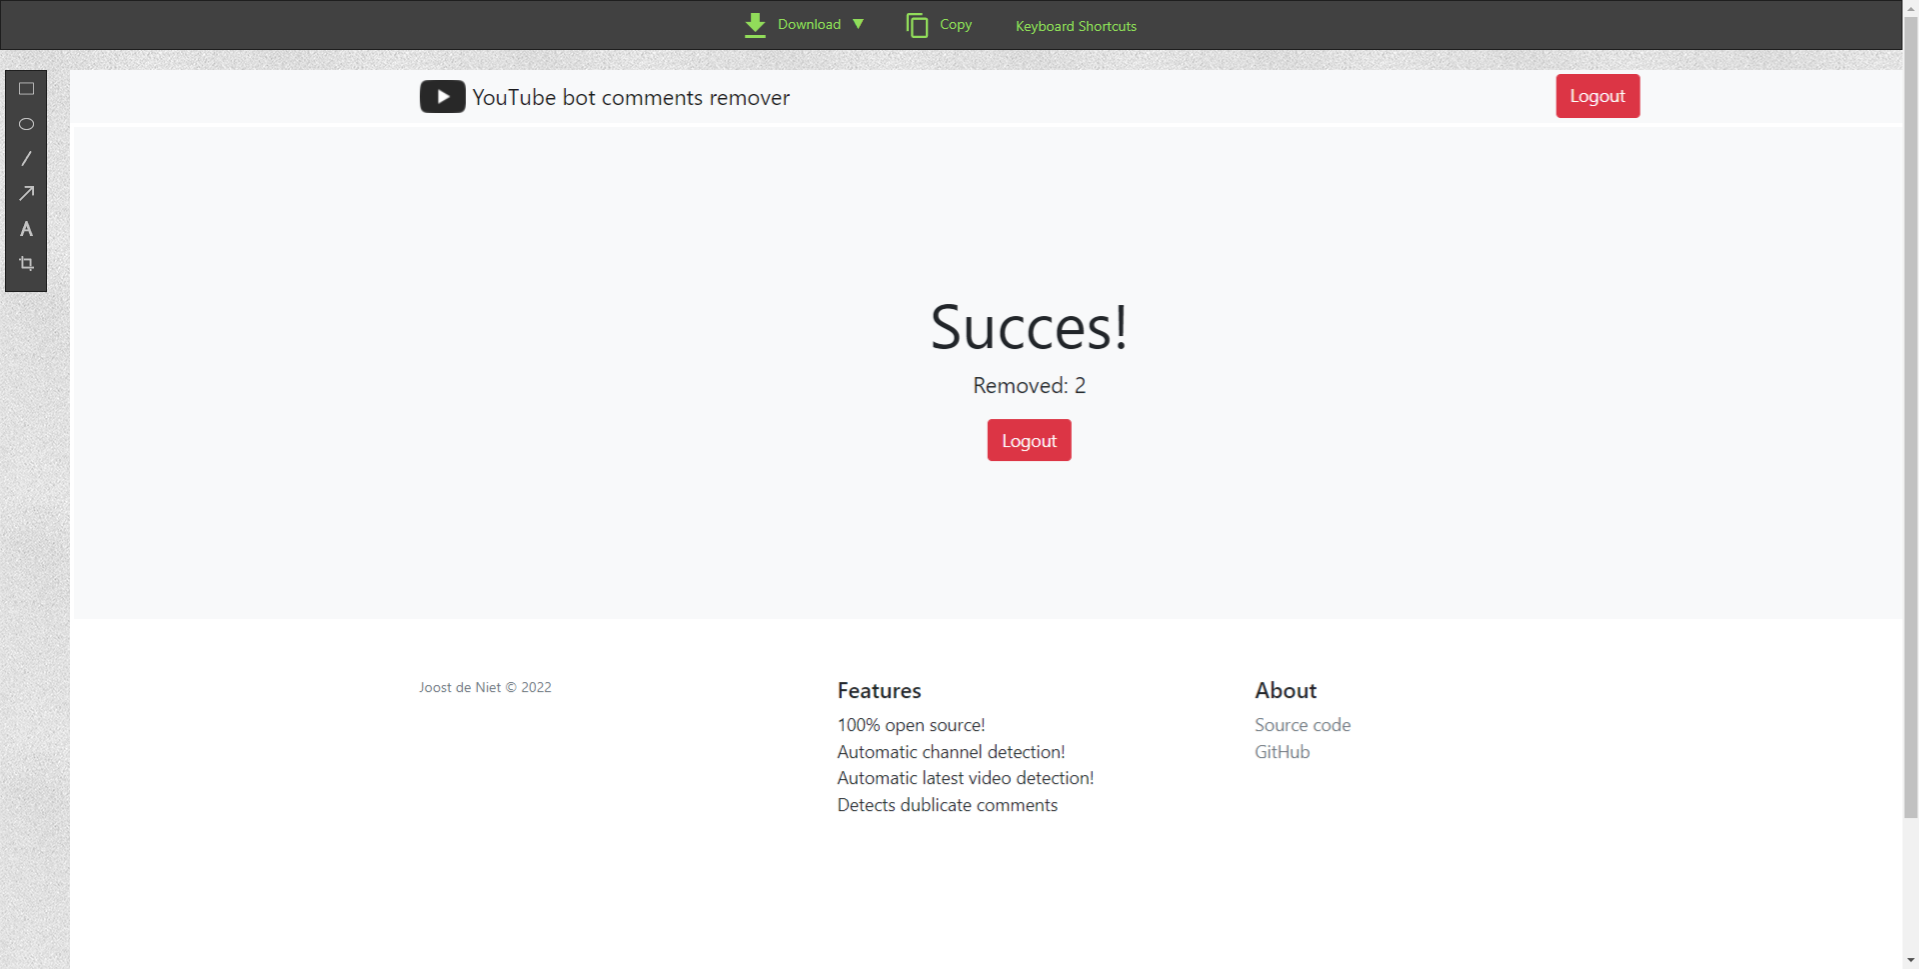 Download ▼ Copy Keyboard Shortcuts
YouTube bot comments remover
Logout
A
Succes!
Removed: 2
Logout
Joost de Niet © 2022
Features
100% open source!
Automatic channel detection!
Automatic latest video detection!
Detects dublicate comments
About
Source code
GitHub